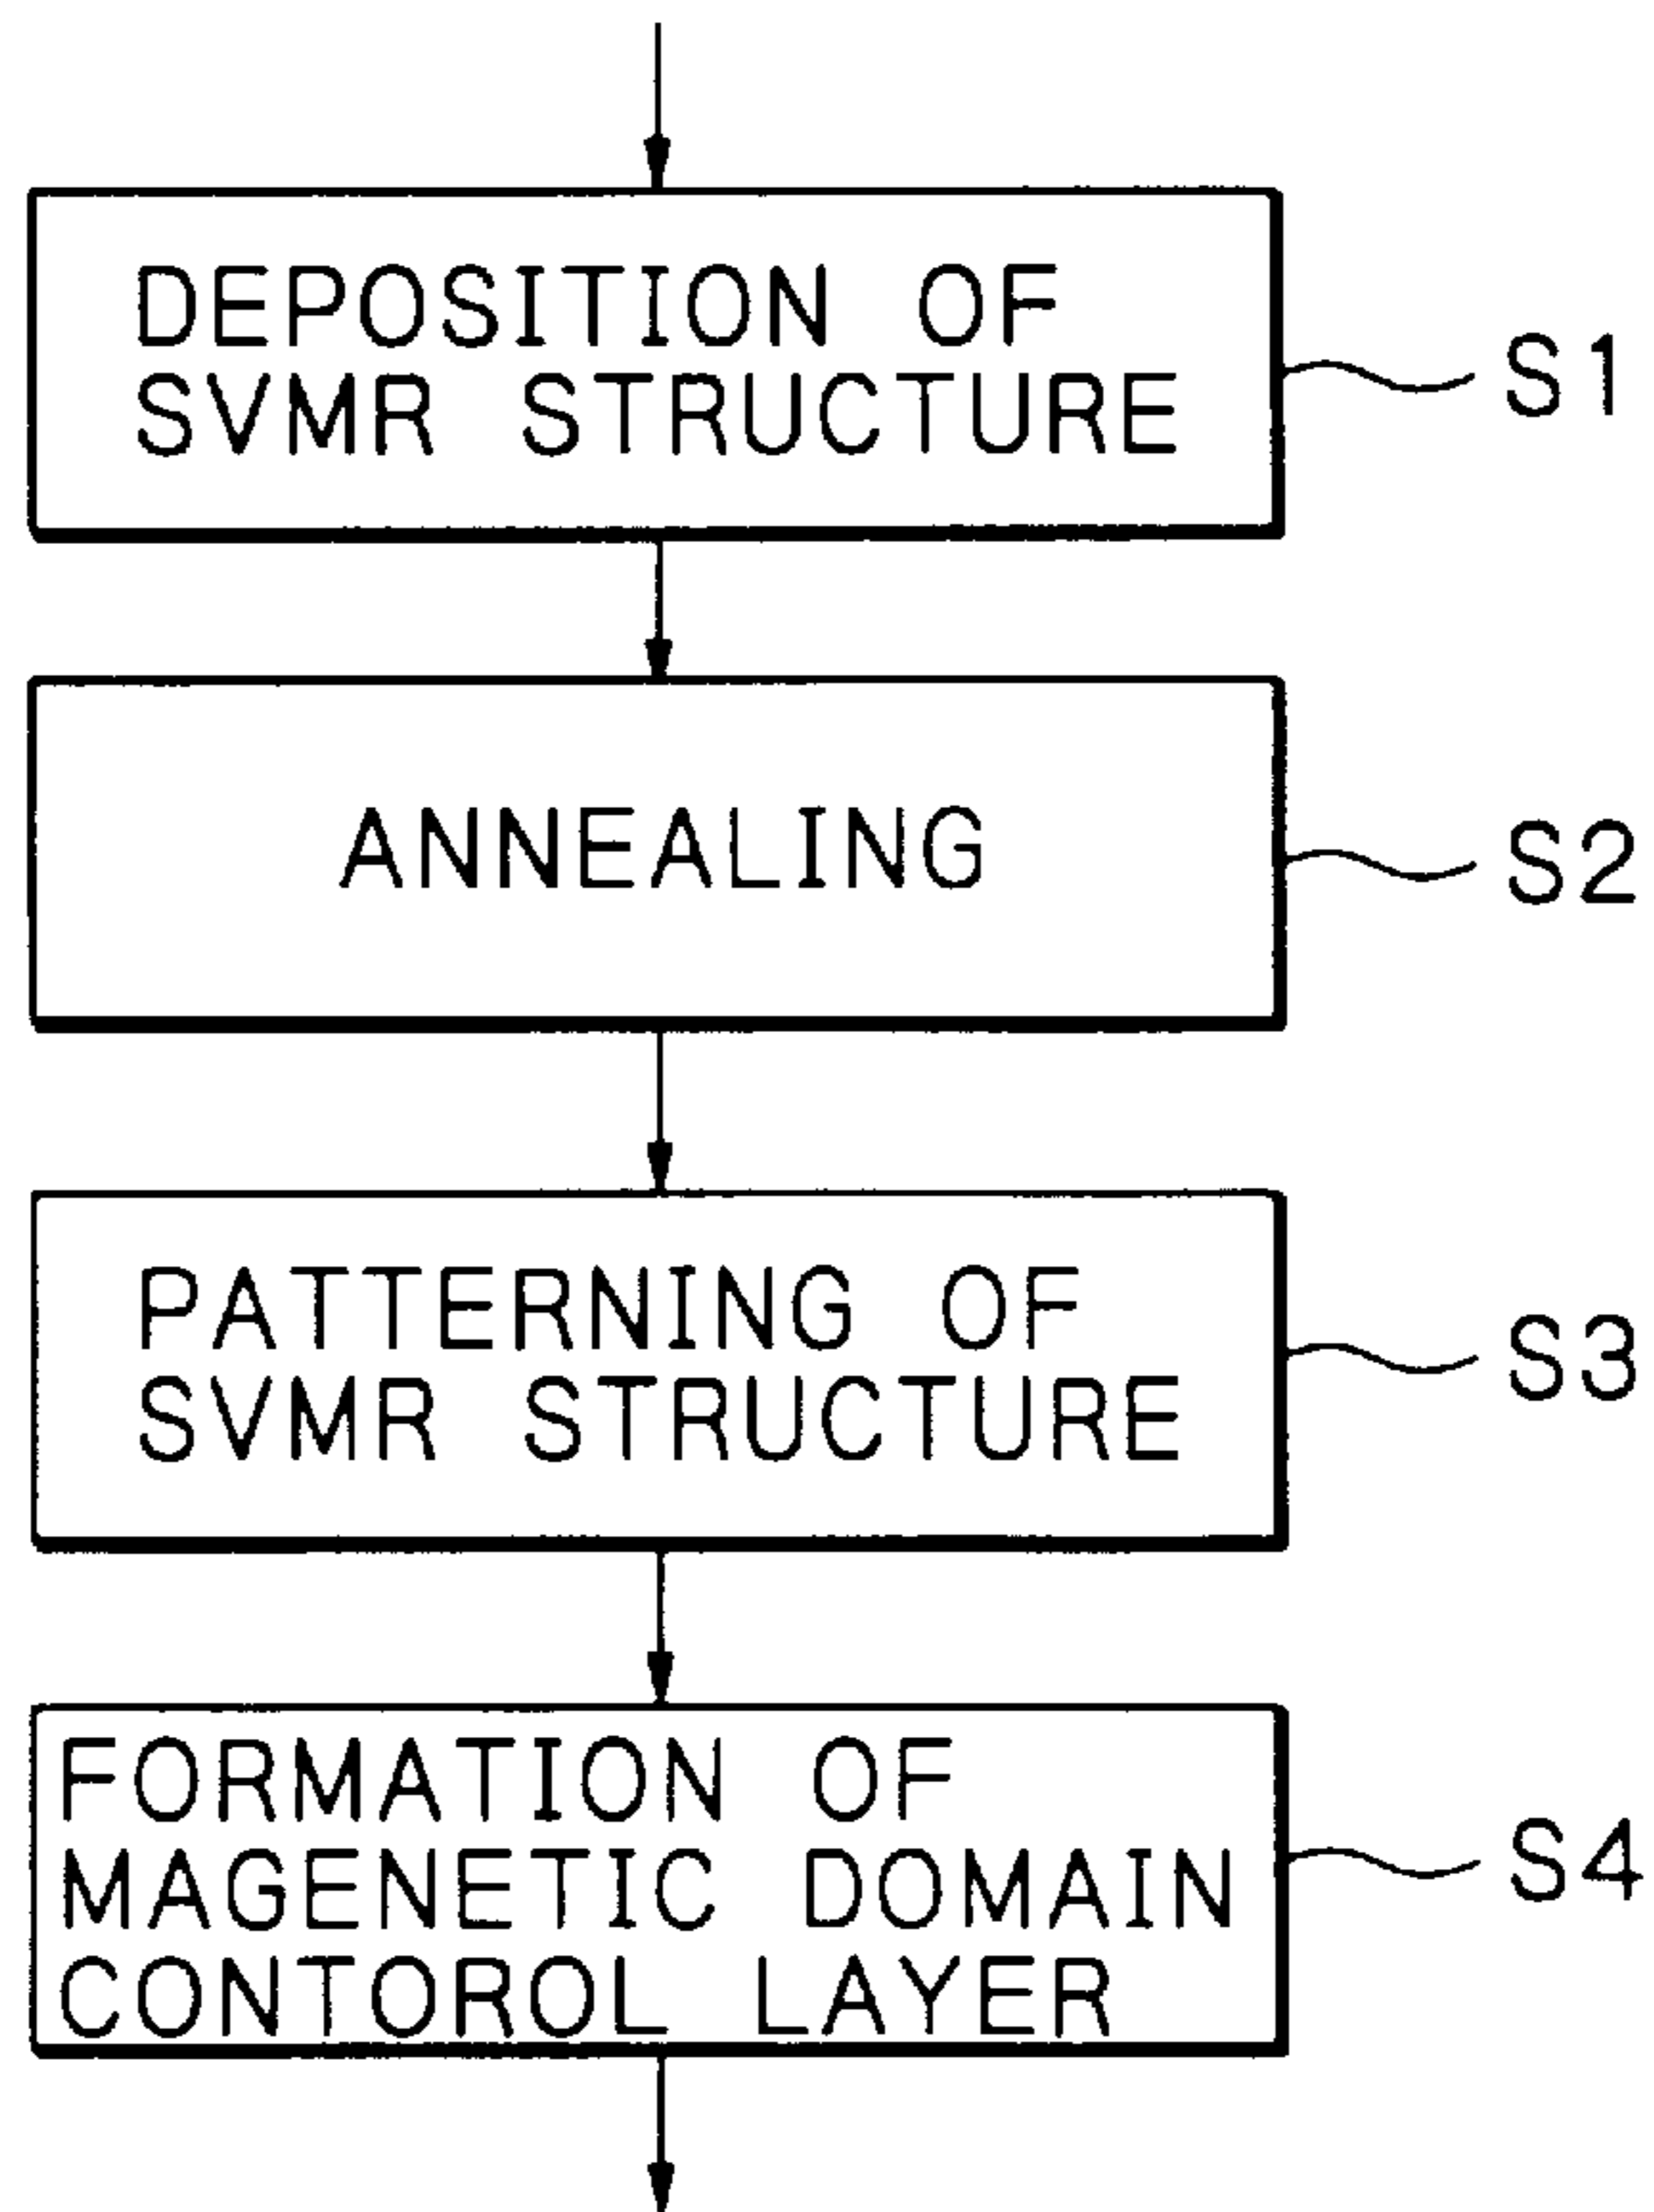 DEPOSITION OF
SVMR STRUCTURE
S1
ANNEALING
S2
PATTERNING OF
SVMR STRUCTURE
S3
FORMATION OF
MAGENETIC DOMAIN
CONTOROL LAYER
S4